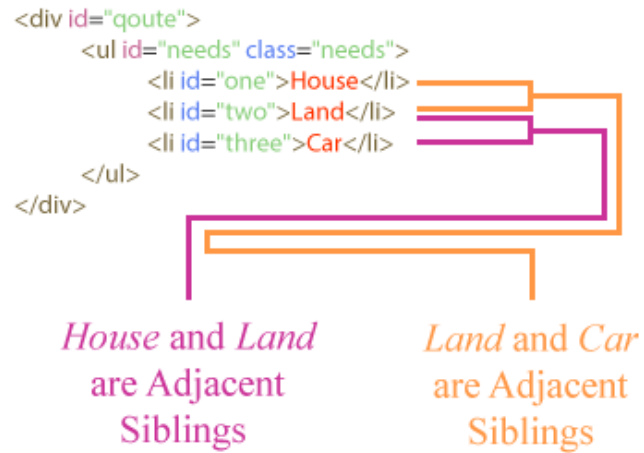 <div id="qoute">
<ul id="needs" class="needs">
<li id="one">House</li>
<li id="two">Land</li>
<li id="three">Car</li>
</ul>
</div>
House and Land
are Adjacent
Siblings
Land and Car
are Adjacent
Siblings